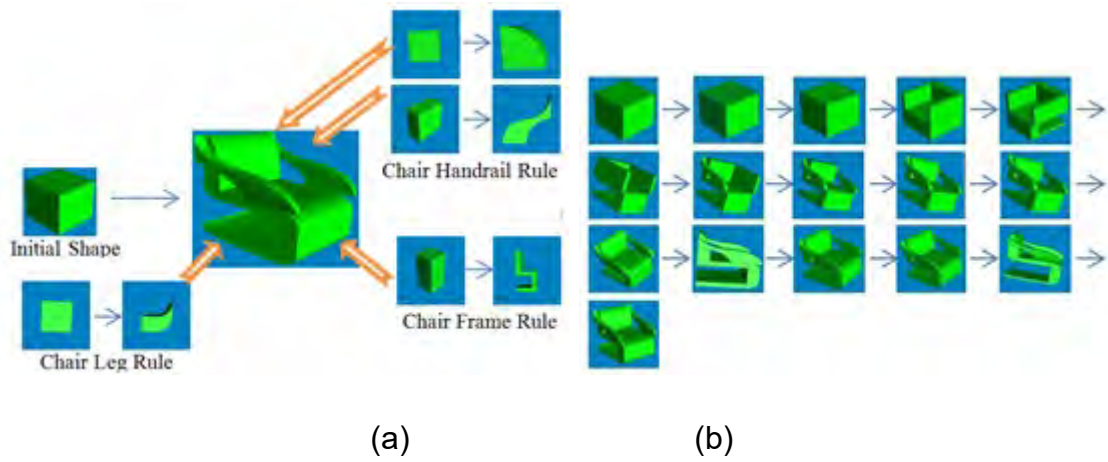 Chair Handrail Rule
Initial Shape
Chair Frame Rule
Chair Leg Rule
(a)
(b)